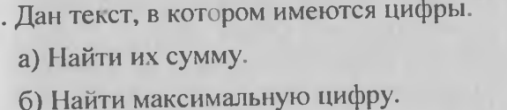 . Дан текст, в котором имеются цифры.
а) Найти их сумму.
б) Найти максимальную цифру.